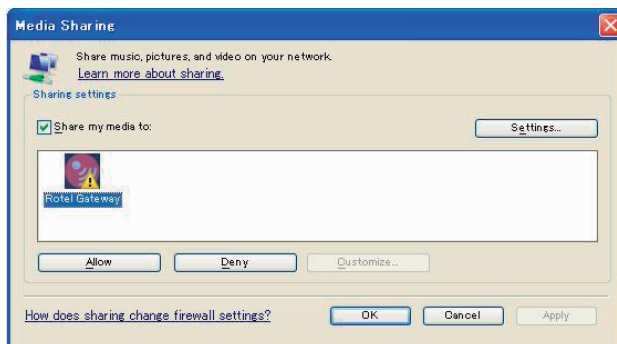 Media Sharing
Share music, pictures, and video on your network.
Learn more about sharing.
Sharing settings
Share my media to:
Settings...
Rotel Gateway
Allow
Deny
Customize...
How does sharing change firewall settings?
OK
Cancel
Apply